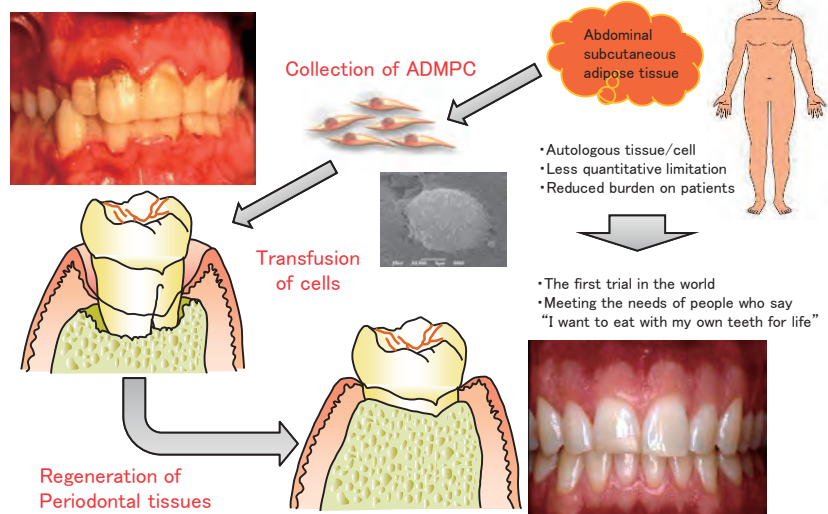 Abdominal
subcutaneous
adipose tissue
Collection of ADMPC
・Autologous tissue/cell
・Less quantitative limitation
・Reduced burden on patients
Transfusion
of cells
・The first trial in the world
・Meeting the needs of people who say
“I want to eat with my own teeth for life”
Regeneration of
Periodontal tissues